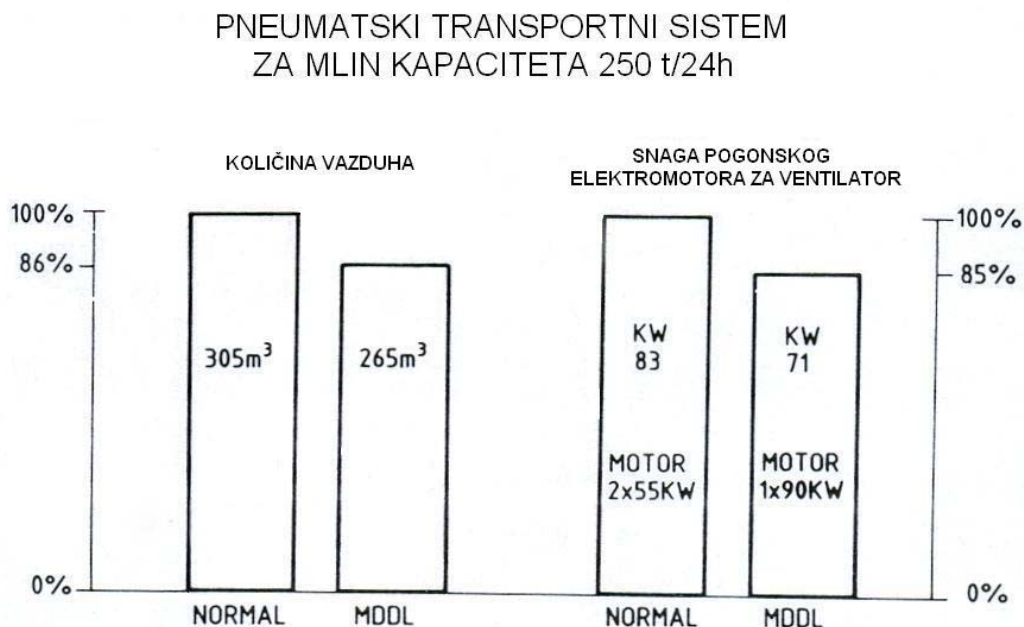 PNEUMATSKI TRANSPORTNI SISTEM
ZA MLIN KAPACITETA 250 t/24h
KOLIČINA VAZDUHA
100%
86%
0%
305m³
265m³
NORMAL
MDDL
SNAGA POGONSKOG
ELEKTROMOTORA ZA VENTILATOR
KW
83
MOTOR
2x55KW
KW
71
MOTOR
1x90KW
100%
85%
0%
NORMAL
MDDL